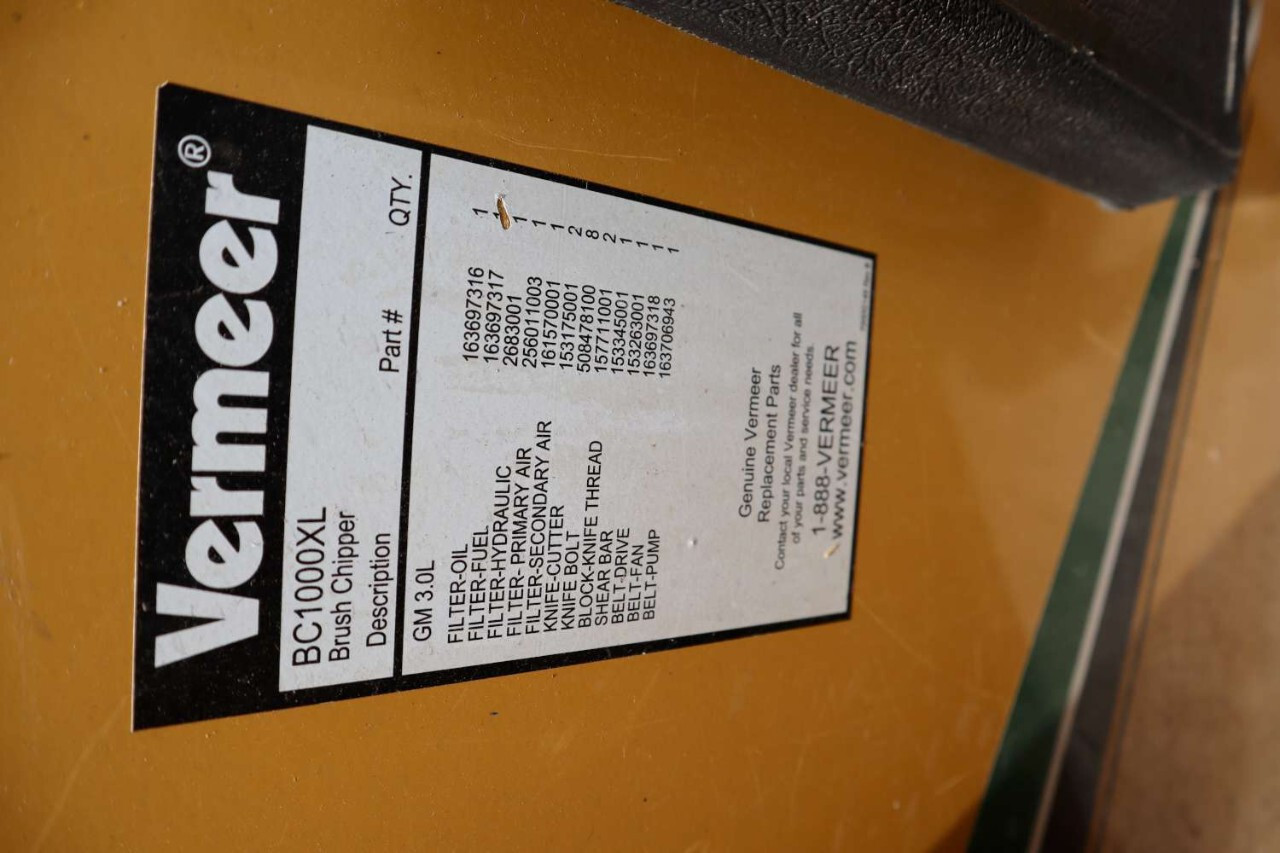 Vermeer®
BC1000XL
Brush Chipper
Description Part # QTY.
GM 3.0L
FILTER-OIL 163697316 1
FILTER-FUEL 163697317 1
FILTER-HYDRAULIC 2683001 1
FILTER- PRIMARY AIR 256011003 1
FILTER-SECONDARY AIR 161570001 1
KNIFE-CUTTER 153175001 2
KNIFE BOLT 508478100 8
BLOCK-KNIFE THREAD 157711001 2
SHEAR BAR 153345001 1
BELT-DRIVE 153263001 1
BELT-FAN 163697318 1
BELT-PUMP 163706943 1
Genuine Vermeer
Replacement Parts
Contact your local Vermeer dealer for all
of your parts and service needs.
1-888-VERMEER
www.vermeer.com